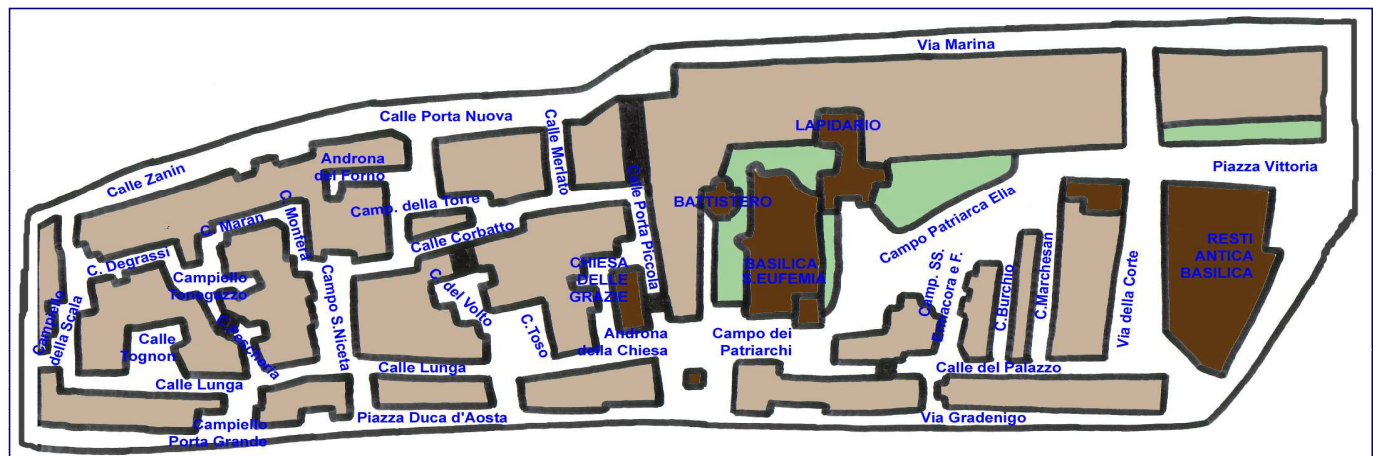 Via Marina
Calle Porta Nuova
Calle Merlato
LAPIDARIO
Androna
del Forno
Piazza Vittoria
Calle Zanin
Calle Porta Piccola
BATTISTERO
Camp. della Torre
C. Maran
C. Monfera
Calle Corbatto
Campo Patriarca Elia
C. Degrassi
Campiello
Tonegazzo
CHIESA
DELLE
GRAZIE
BASILICA
S.EUFEMIA
RESTI
ANTICA
BASILICA
Campiello
della Scala
Campo S.Niceta
C. del Volto
Camp. SS.
Ermacora e F.
C.Burchio
C.Marchesan
Via della Corte
Calle
Tognon
C.Toso
Androna
della Chiesa
Campo dei
Patriarchi
Calle Lunga
Calle Lunga
Calle del Palazzo
Campiello
Porta Grande
Piazza Duca d'Aosta
Via Gradenigo